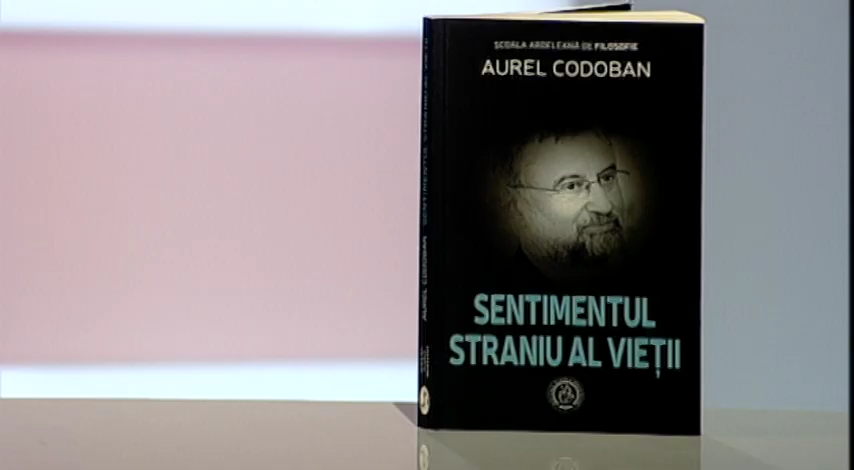 ȘCOALA ARDELEANĂ DE FILOSOFIE
AUREL CODOBAN
SENTIMENTUL
STRANIU AL VIEȚII
AUREL CODOBAN SENTIMENTUL STRANIU AL VIEȚII